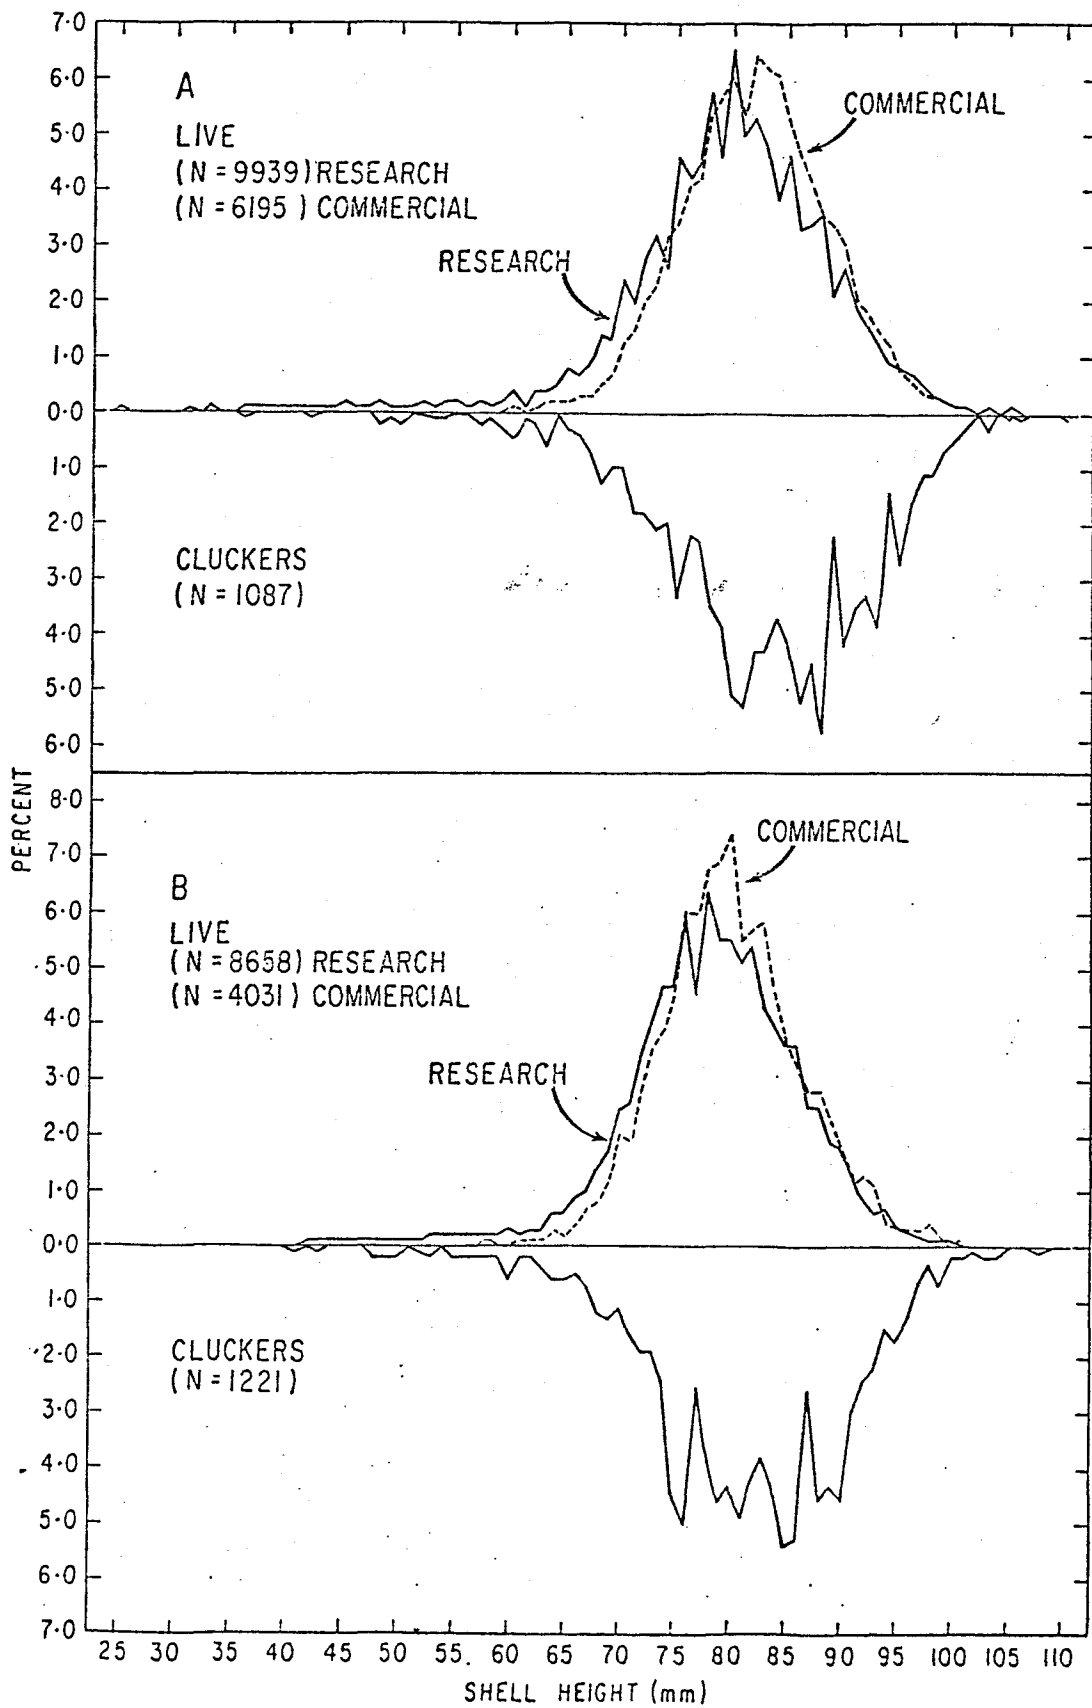 7.0
6.0
5.0
4.0
3.0
2.0
1.0
0.0
1.0
2.0
3.0
4.0
5.0
6.0
A
LIVE
(N=9939) RESEARCH
(N=6195) COMMERCIAL
COMMERCIAL
RESEARCH
CLUCKERS
(N=1087)
PERCENT
8.0
7.0
6.0
5.0
4.0
3.0
2.0
1.0
0.0
1.0
2.0
3.0
4.0
5.0
6.0
7.0
B
LIVE
(N=8658) RESEARCH
(N=4031) COMMERCIAL
COMMERCIAL
RESEARCH
CLUCKERS
(N=1221)
25 30 35 40 45 50 55 60 65 70 75 80 85 90 95 100 105 110
SHELL HEIGHT (mm)